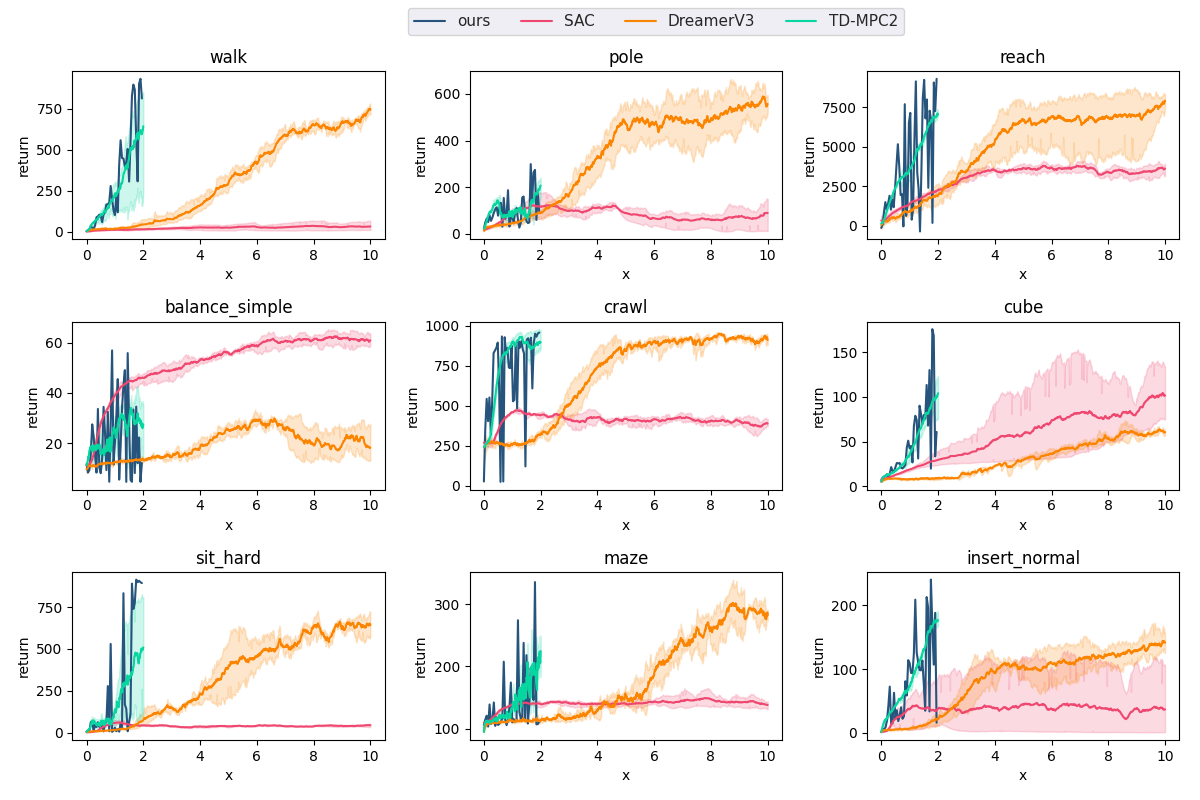 ours SAC DreamerV3 TD-MPC2
walk pole reach
return 0 250 500 750
0 2 4 6 8 10
x
return 0 200 400 600
0 2 4 6 8 10
x
return 0 2500 5000 7500
0 2 4 6 8 10
x
balance_simple crawl cube
return 20 40 60
0 2 4 6 8 10
x
return 0 250 500 750 1000
0 2 4 6 8 10
x
return 0 50 100 150
0 2 4 6 8 10
x
sit_hard maze insert_normal
return 0 250 500 750
0 2 4 6 8 10
x
return 100 200 300
0 2 4 6 8 10
x
return 0 100 200
0 2 4 6 8 10
x